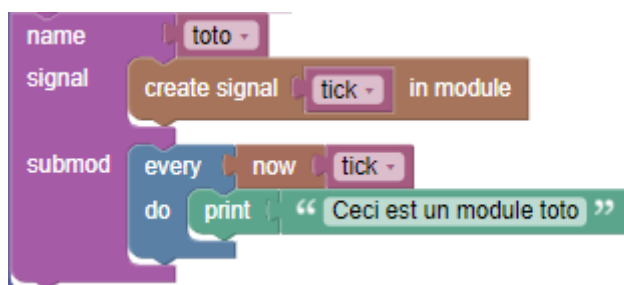 name toto
signal create signal tick in module
submod every now tick
do print “ Ceci est un module toto ”